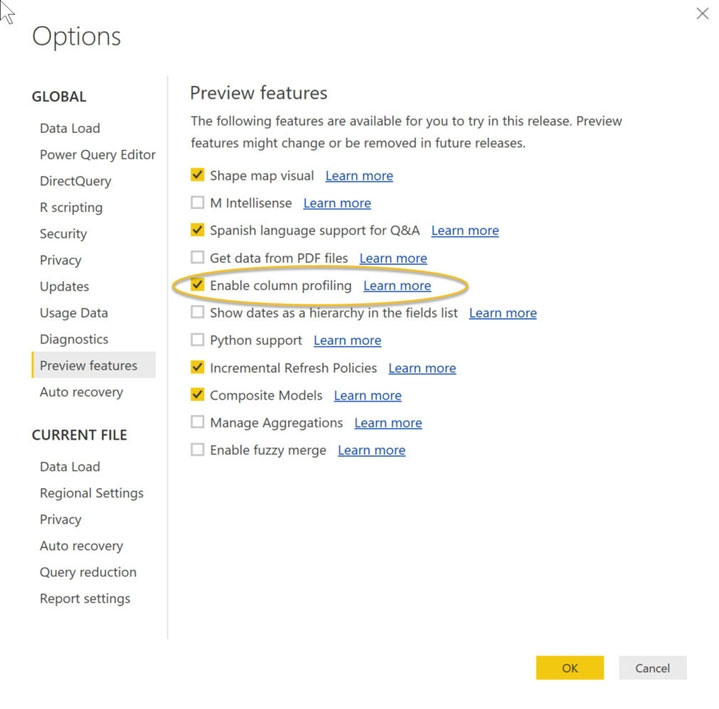 Options
GLOBAL
Data Load
Power Query Editor
DirectQuery
R scripting
Security
Privacy
Updates
Usage Data
Diagnostics
Preview features
Auto recovery
CURRENT FILE
Data Load
Regional Settings
Privacy
Auto recovery
Query reduction
Report settings
Preview features
The following features are available for you to try in this release. Preview
features might change or be removed in future releases.
Shape map visual Learn more
M Intellisense Learn more
Spanish language support for Q&A Learn more
Get data from PDF files Learn more
Enable column profiling Learn more
Show dates as a hierarchy in the fields list Learn more
Python support Learn more
Incremental Refresh Policies Learn more
Composite Models Learn more
Manage Aggregations Learn more
Enable fuzzy merge Learn more
OK Cancel